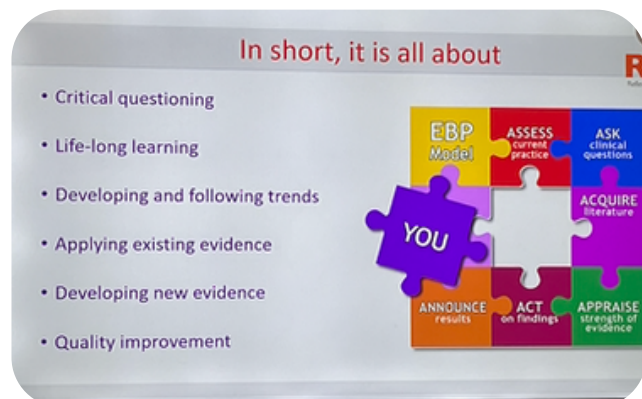 In short, it is all about
R
• Critical questioning
• Life-long learning
• Developing and following trends
• Applying existing evidence
• Developing new evidence
• Quality improvement
EBP
Model
ASSESS
current
practice
ASK
clinical
questions
ACQUIRE
literature
YOU
ANNOUNCE
results
ACT
on findings
APPRAISE
strength of
evidence